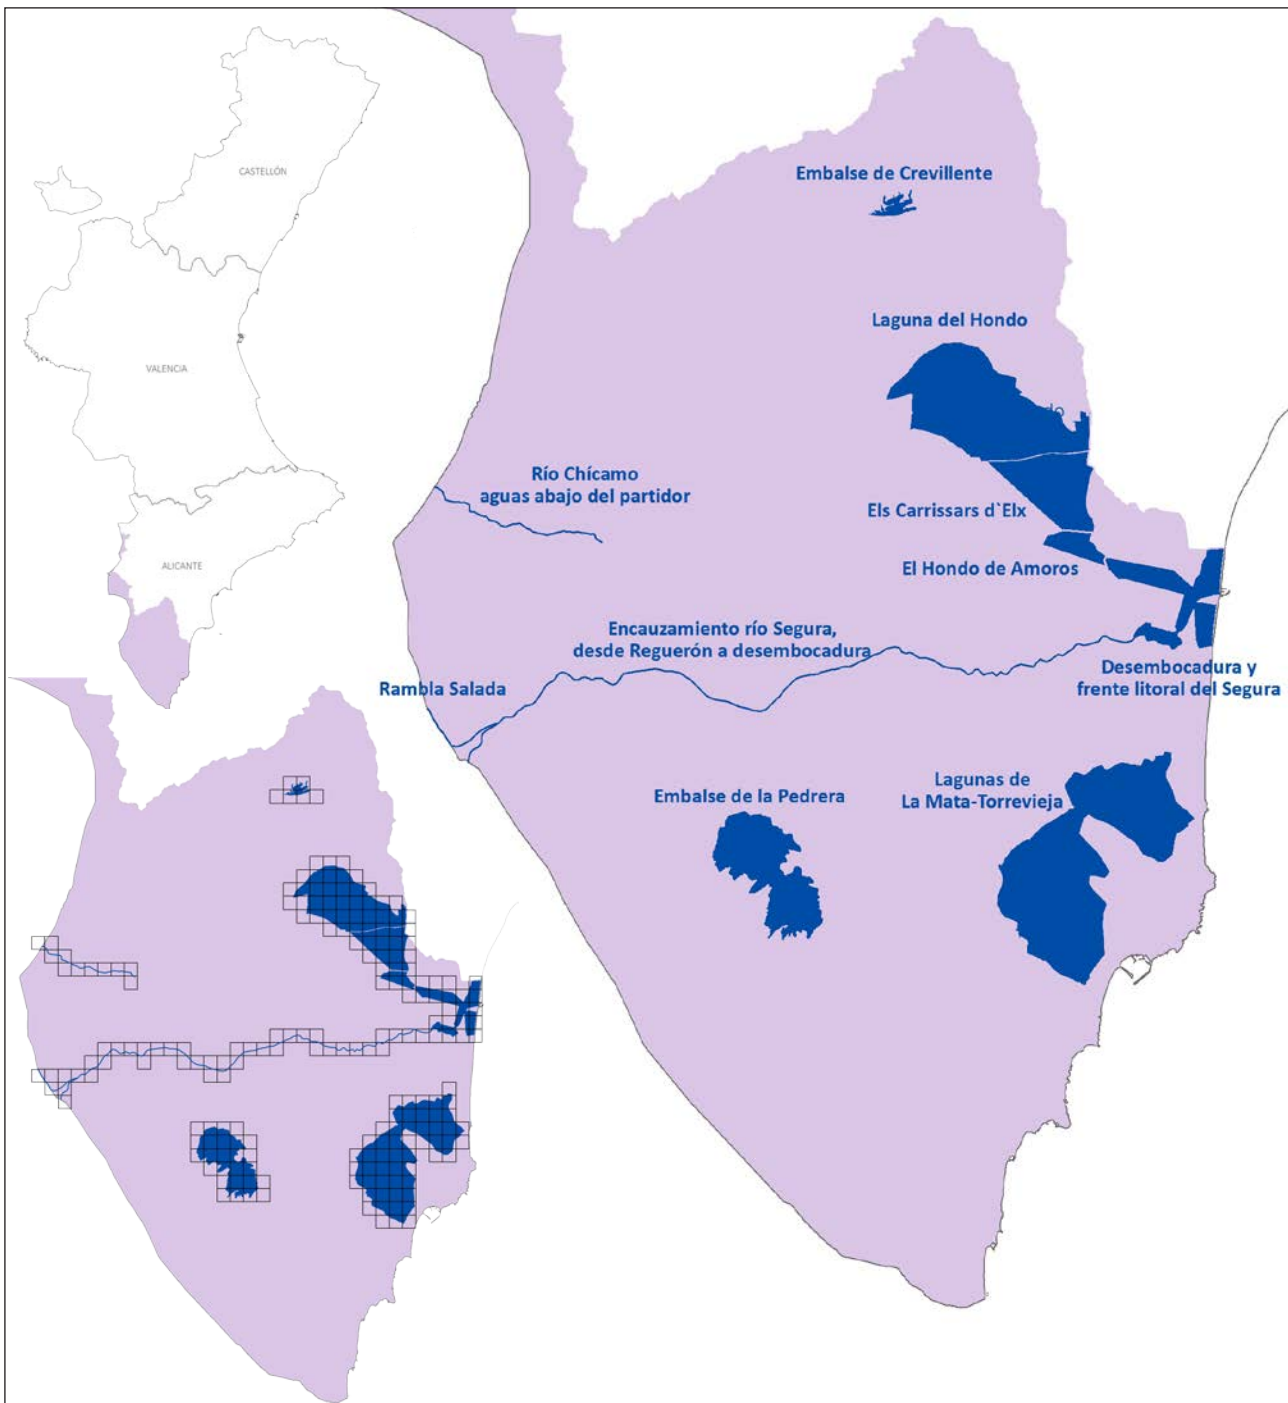 CASTELLÓN
VALENCIA
ALICANTE
Embalse de Crevillente
Laguna del Hondo
Río Chícamo
aguas abajo del partidor
Els Carrissars d`Elx
El Hondo de Amoros
Encauzamiento río Segura,
desde Reguerón a desembocadura
Rambla Salada
Desembocadura y
frente litoral del Segura
Embalse de la Pedrera
Lagunas de
La Mata-Torrevieja